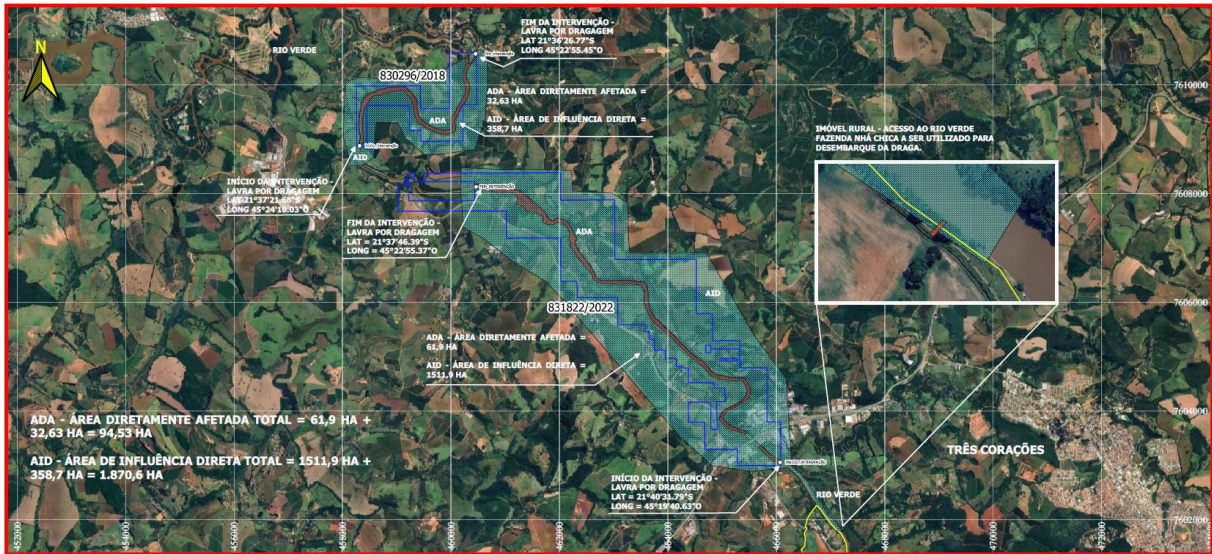 N
RIO VERDE
830296/2018
FIM DA INTERVENÇÃO -
LAVRA POR DRAGAGEM
LAT 21°36'26.77"S
LONG 45°22'55.45"O
ADA
ADA - ÁREA DIRETAMENTE AFETADA =
32,63 HA
AID - ÁREA DE INFLUÊNCIA DIRETA =
358,7 HA
AID
INÍCIO DA INTERVENÇÃO -
LAVRA POR DRAGAGEM
LAT 21°37'21.68"S
LONG 45°24'10.03"O
FIM_INTERVENÇÃO
FIM DA INTERVENÇÃO -
LAVRA POR DRAGAGEM
LAT = 21°37'46.39"S
LONG = 45°22'55.37"O
ADA
AID
831822/2022
ADA - ÁREA DIRETAMENTE AFETADA =
61,9 HA
AID - ÁREA DE INFLUÊNCIA DIRETA =
1511,9 HA
IMÓVEL RURAL - ACESSO AO RIO VERDE
FAZENDA NHÁ CHICA A SER UTILIZADO PARA
DESEMBARQUE DA DRAGA.
ADA - ÁREA DIRETAMENTE AFETADA TOTAL = 61,9 HA +
32,63 HA = 94,53 HA
AID - ÁREA DE INFLUÊNCIA DIRETA TOTAL = 1511,9 HA +
358,7 HA = 1.870,6 HA
INÍCIO DA INTERVENÇÃO -
LAVRA POR DRAGAGEM
LAT = 21°40'31.79"S
LONG = 45°19'40.63"O
TRÊS CORAÇÕES
RIO VERDE
7610000
7608000
7606000
7604000
7602000
452000
454000
456000
458000
460000
462000
464000
466000
468000
470000
472000